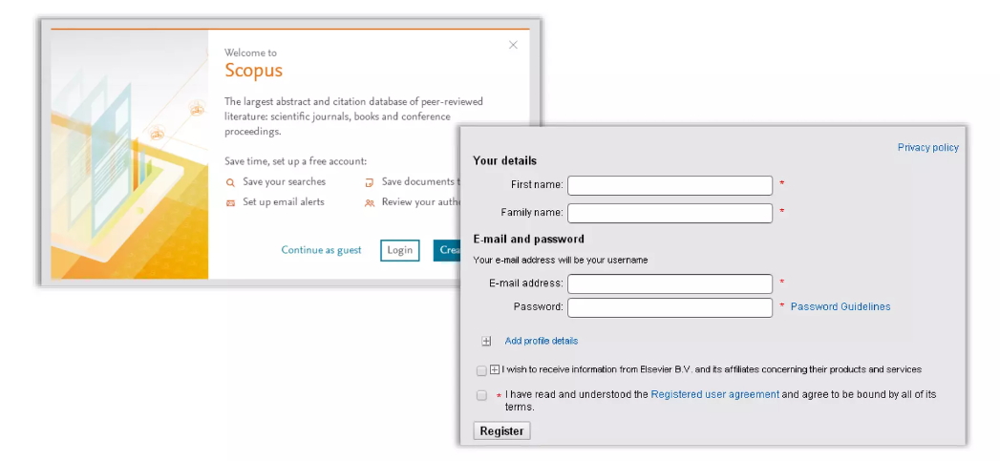 Welcome to
Scopus
The largest abstract and citation database of peer-reviewed
literature: scientific journals, books and conference
proceedings.
Save time, set up a free account:
Save your searches
Save documents
Set up email alerts
Review your
Continue as guest
Login
Privacy policy
Your details
First name: *
Family name: *
E-mail and password
Your e-mail address will be your username
E-mail address: *
Password: * Password Guidelines
Add profile details
I wish to receive information from Elsevier B.V. and its affiliates concerning their products and services
* I have read and understood the Registered user agreement and agree to be bound by all of its
terms.
Register